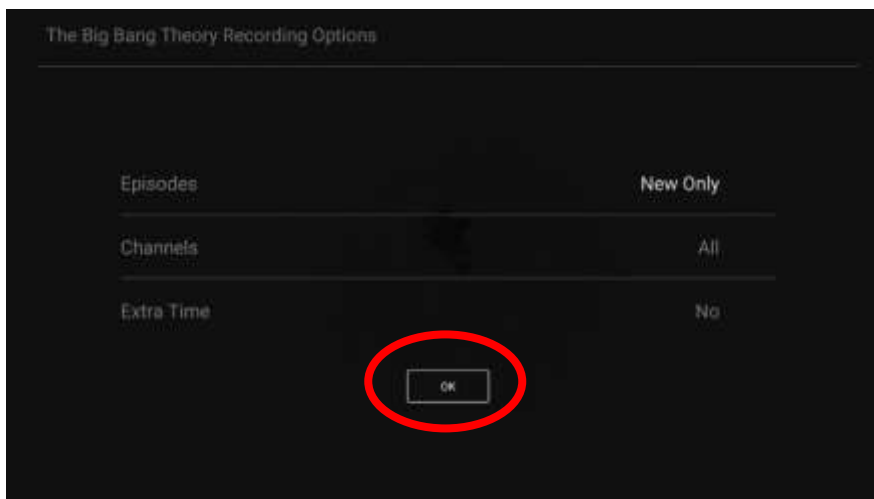 The Big Bang Theory Recording Options
Episodes New Only
Channels All
Extra Time No
OK